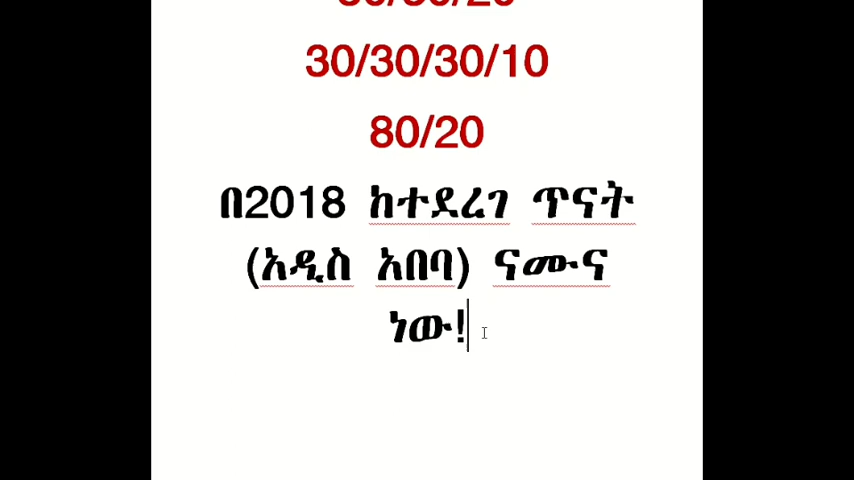 30/30/30/10
80/20
በ2018 ከተደረገ ጥናት
(አዲስ አበባ) ናሙና
ነው!